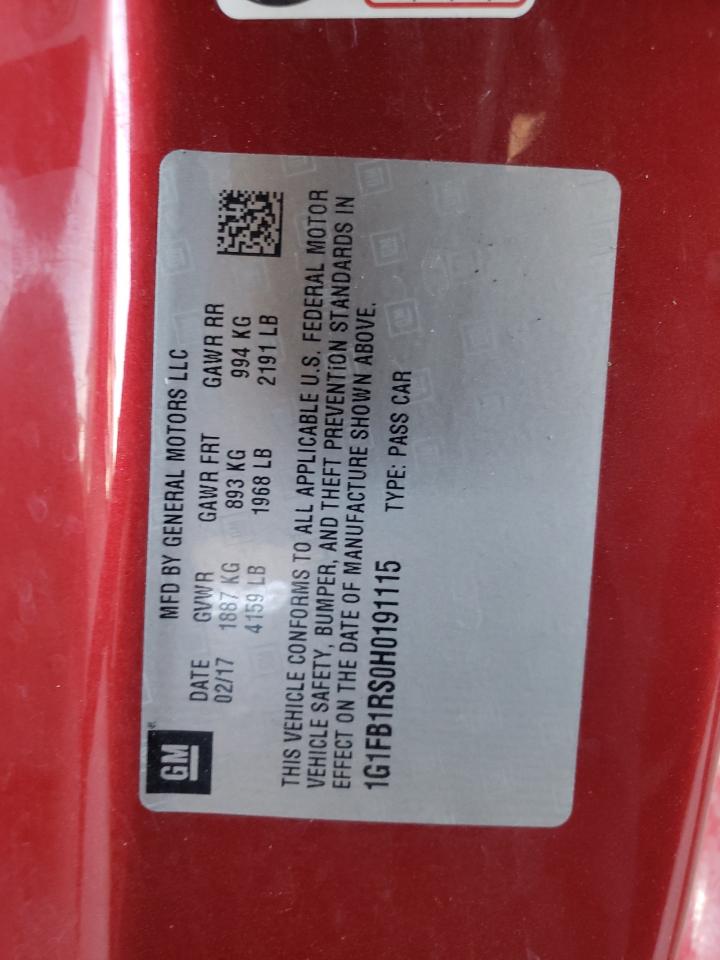 GM
MFD BY GENERAL MOTORS LLC
DATE GVWR GAWR FRT GAWR RR
02/17 1887 KG 893 KG 994 KG
4159 LB 1968 LB 2191 LB
THIS VEHICLE CONFORMS TO ALL APPLICABLE U.S. FEDERAL MOTOR
VEHICLE SAFETY, BUMPER, AND THEFT PREVENTION STANDARDS IN
EFFECT ON THE DATE OF MANUFACTURE SHOWN ABOVE.
1G1FB1RS0H0191115 TYPE: PASS CAR